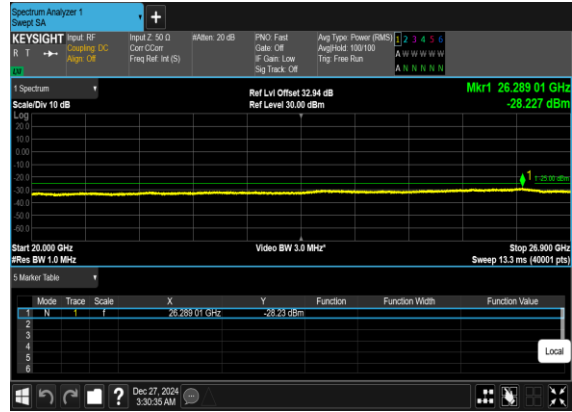 Spectrum Analyzer 1
Swept SA
+
KEYSIGHT Input: RF Input Z: 50 Ω #Atten: 20 dB PNO: Fast Avg Type: Power (RMS) 1 2 3 4 5 6
R T Coupling: DC Corr CCorr Gate: Off Avg|Hold: 100/100 A W W W W W
Align: Off Freq Ref: Int (S) IF Gain: Low Trig: Free Run
Sig Track: Off A N N N N N
1 Spectrum Ref Lvl Offset 32.94 dB Mkr1 26.289 01 GHz
Scale/Div 10 dB Ref Level 30.00 dBm -28.227 dBm
Log
20.0
10.0
0.00
-10.0
-20.0
1
-25.00 dBm
-30.0
-40.0
-50.0
-60.0
Start 20.000 GHz Video BW 3.0 MHz* Stop 26.900 GHz
#Res BW 1.0 MHz Sweep 13.3 ms (40001 pts)
5 Marker Table
Mode Trace Scale X Y Function Function Width Function Value
1 N 1 f 26.289 01 GHz -28.23 dBm
2
3
4
5
6
Local
? Dec 27, 2024
3:30:35 AM